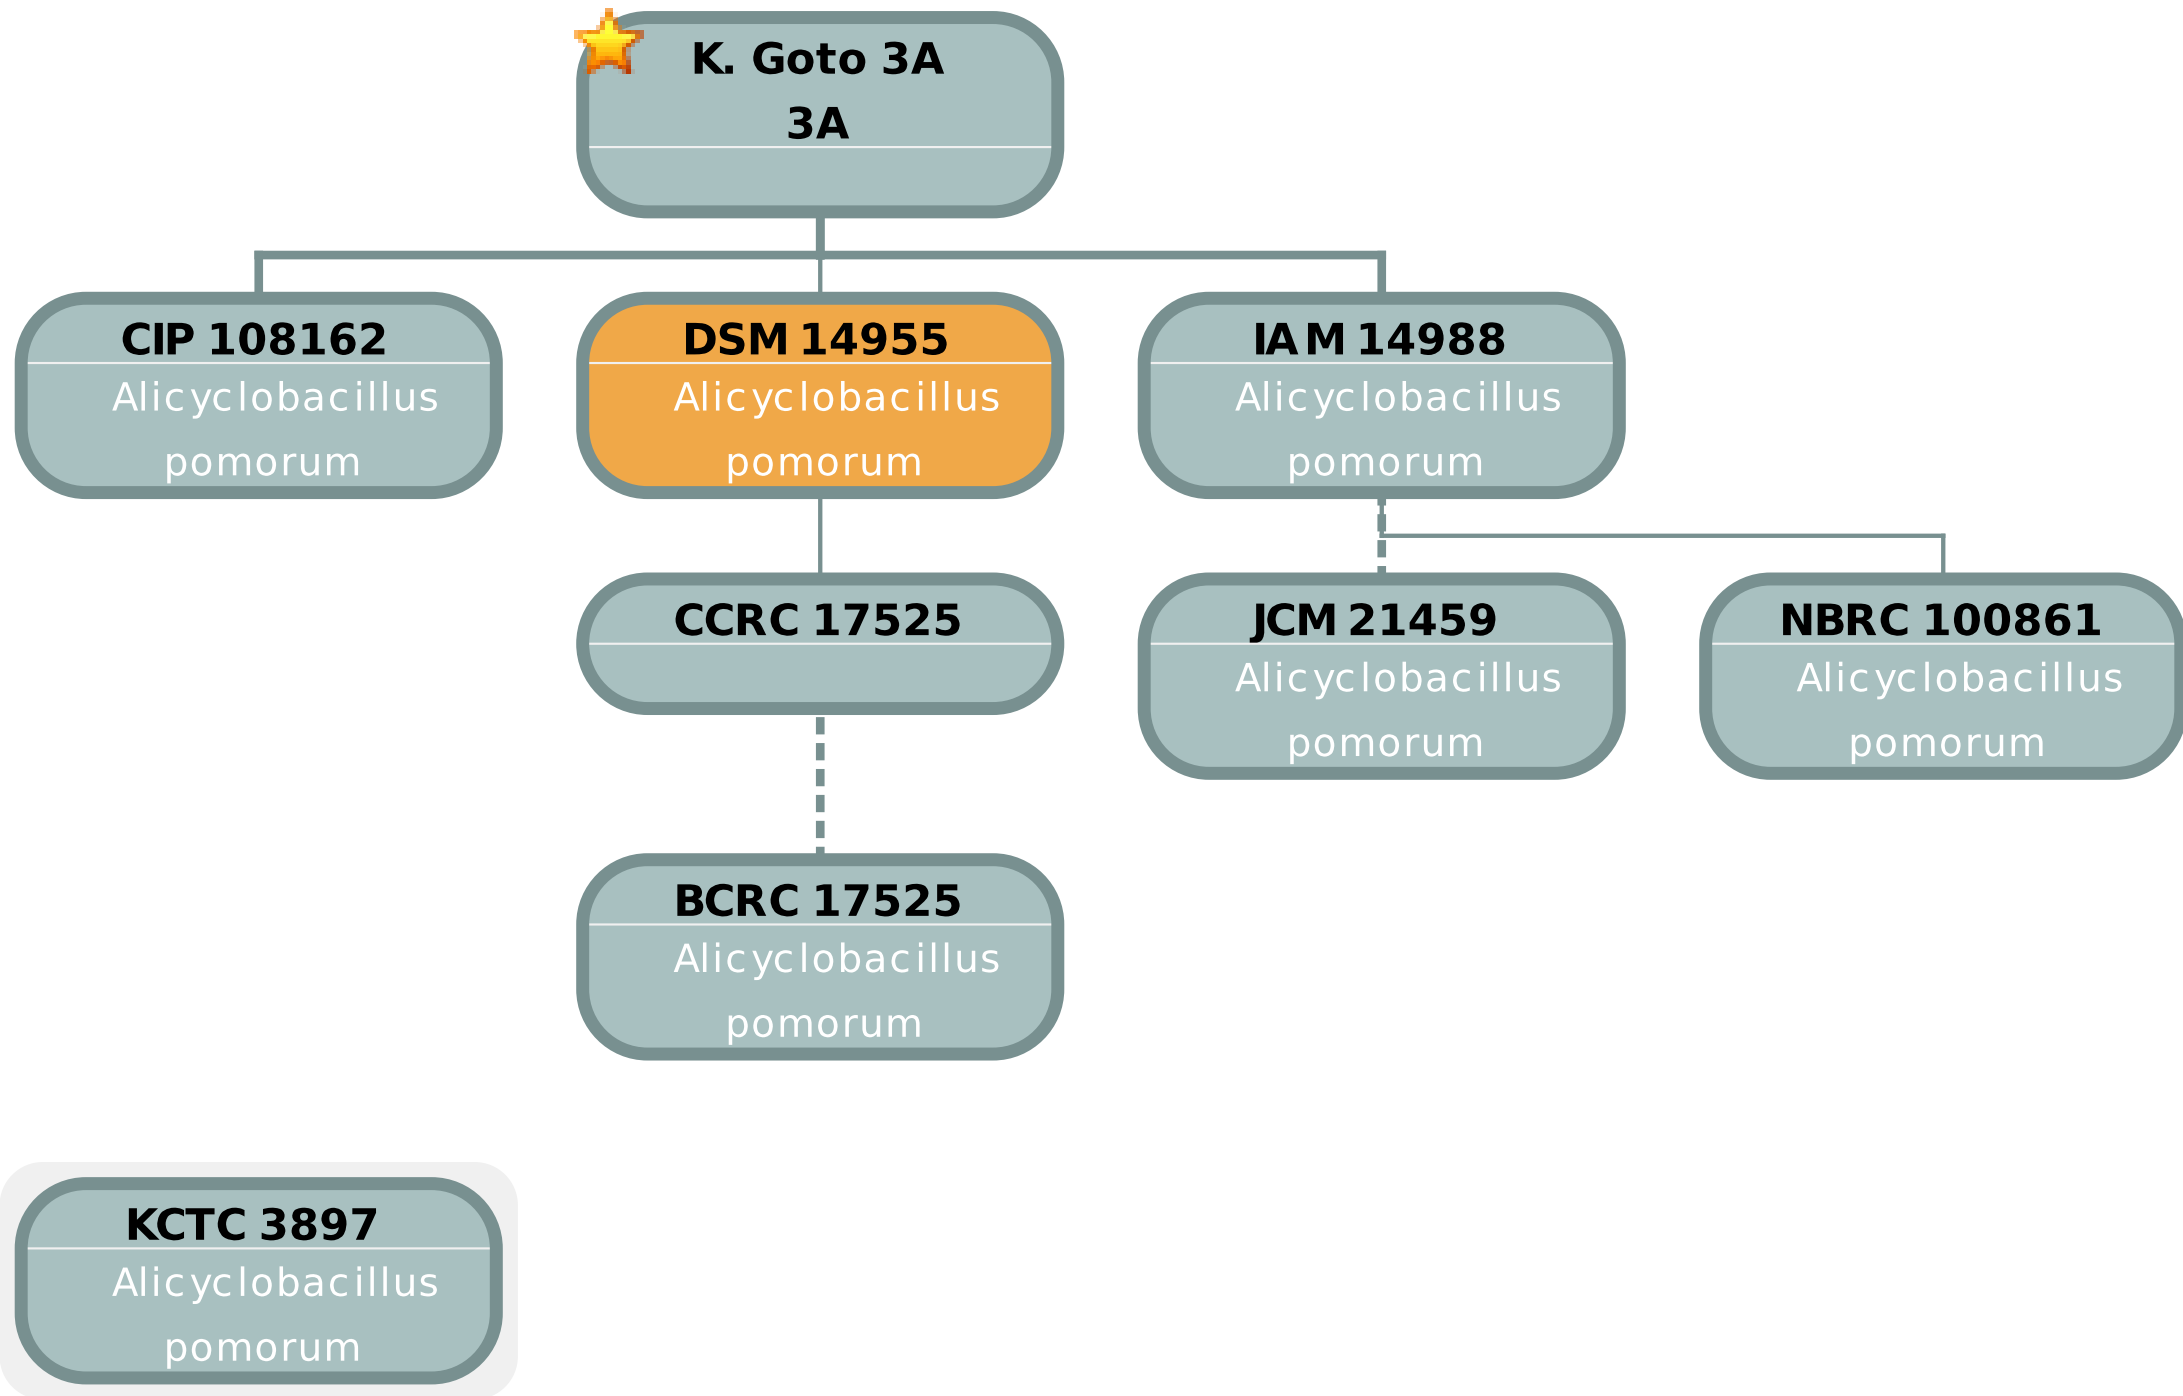 K. Goto 3A
3A
CIP 108162
Alicyclobacillus
pomorum
DSM 14955
Alicyclobacillus
pomorum
IAM 14988
Alicyclobacillus
pomorum
CCRC 17525
JCM 21459
Alicyclobacillus
pomorum
NBRC 100861
Alicyclobacillus
pomorum
BCRC 17525
Alicyclobacillus
pomorum
KCTC 3897
Alicyclobacillus
pomorum